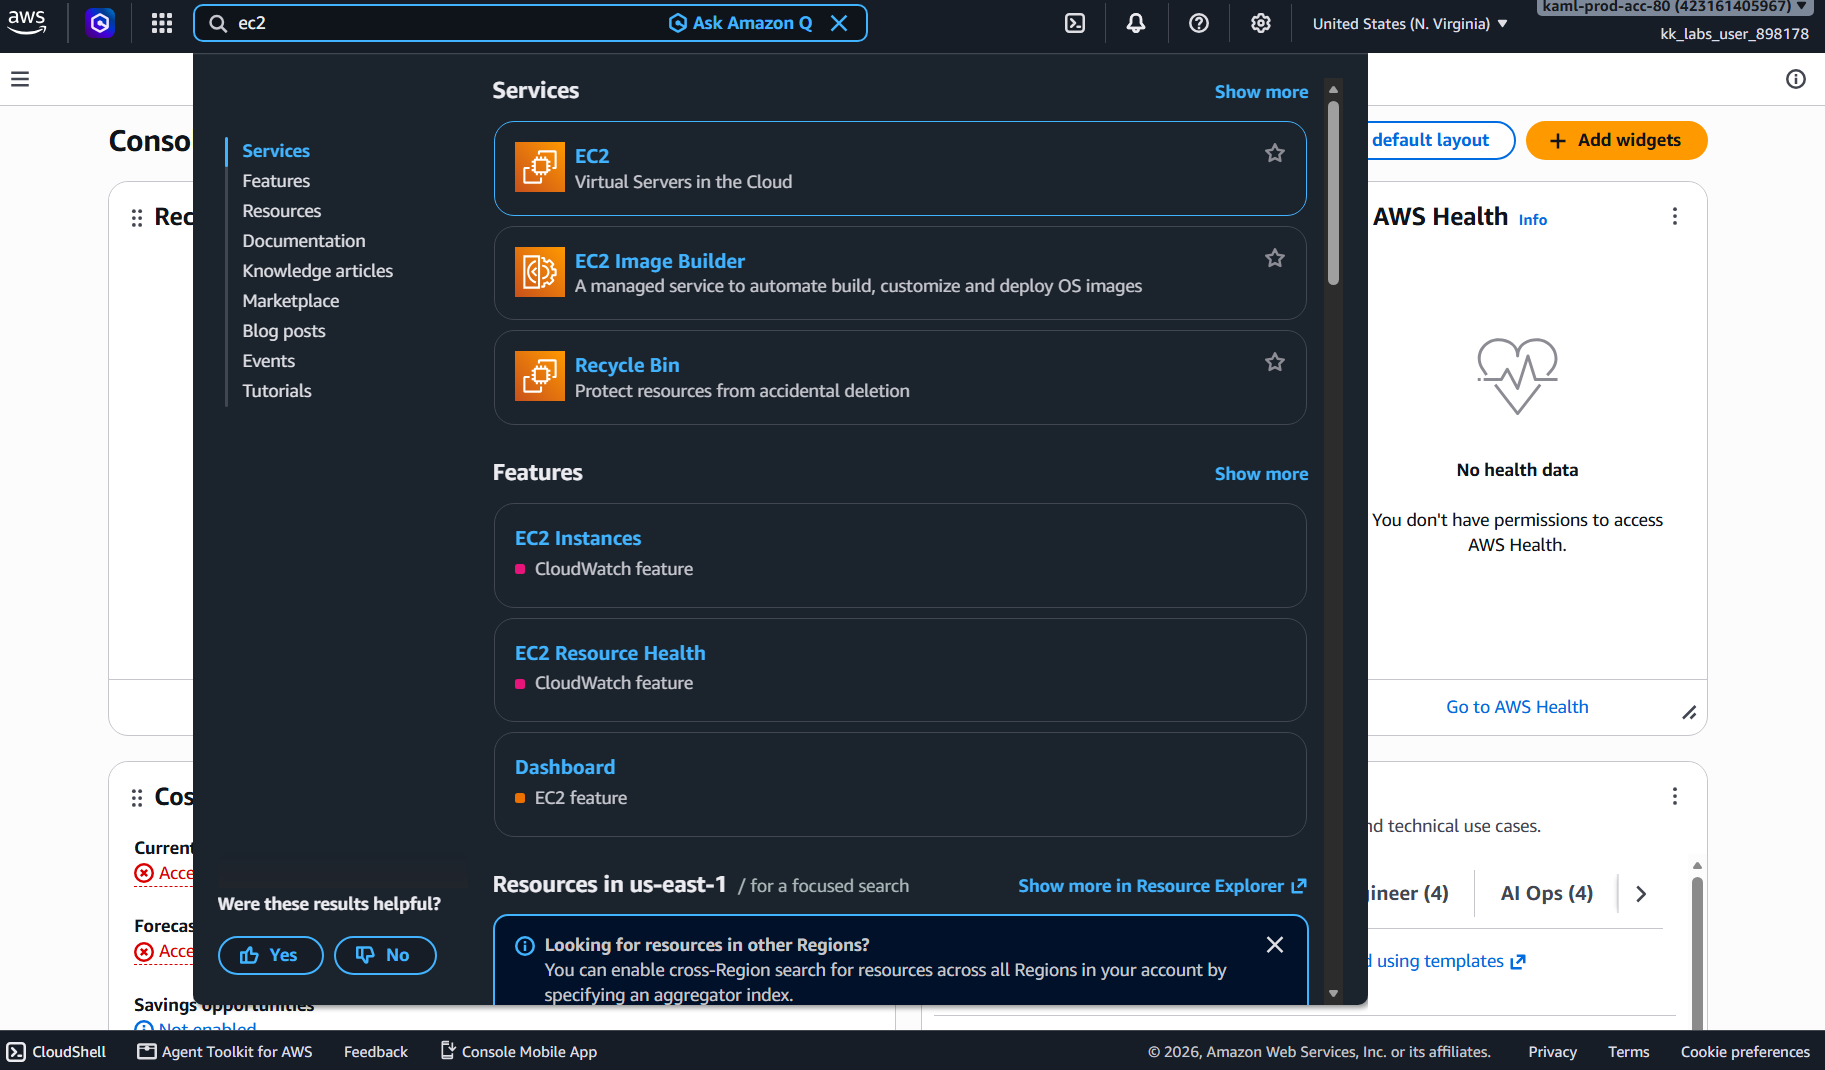 aws
ec2
Ask Amazon Q
United States (N. Virginia)
kaml-prod-acc-80 (423161405967)
kk_labs_user_898178
Services
Features
Resources
Documentation
Knowledge articles
Marketplace
Blog posts
Events
Tutorials
Were these results helpful?
Yes
No
Services
Show more
EC2
Virtual Servers in the Cloud
EC2 Image Builder
A managed service to automate build, customize and deploy OS images
Recycle Bin
Protect resources from accidental deletion
Features
Show more
EC2 Instances
CloudWatch feature
EC2 Resource Health
CloudWatch feature
Dashboard
EC2 feature
Resources in us-east-1 / for a focused search
Show more in Resource Explorer
Looking for resources in other Regions?
You can enable cross-Region search for resources across all Regions in your account by
specifying an aggregator index.
Conso
default layout
Add widgets
Rec
AWS Health Info
No health data
You don't have permissions to access
AWS Health.
Go to AWS Health
Cos
Current
Acce
Forecas
Acce
Savings opportunities
Not enabled
nd technical use cases.
ineer (4)
AI Ops (4)
using templates
CloudShell
Agent Toolkit for AWS
Feedback
Console Mobile App
© 2026, Amazon Web Services, Inc. or its affiliates.
Privacy
Terms
Cookie preferences